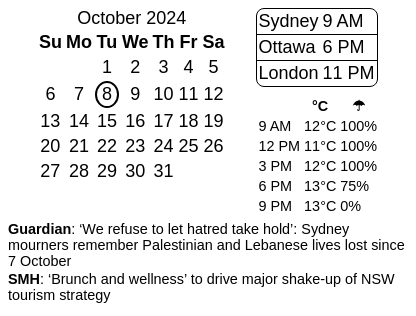 October 2024
Su Mo Tu We Th Fr Sa
1 2 3 4 5
6 7 8 9 10 11 12
13 14 15 16 17 18 19
20 21 22 23 24 25 26
27 28 29 30 31
Sydney 9 AM
Ottawa 6 PM
London 11 PM
°C ☂
9 AM 12°C 100%
12 PM 11°C 100%
3 PM 12°C 100%
6 PM 13°C 75%
9 PM 13°C 0%
Guardian: ‘We refuse to let hatred take hold’: Sydney
mourners remember Palestinian and Lebanese lives lost since
7 October
SMH: ‘Brunch and wellness’ to drive major shake-up of NSW
tourism strategy